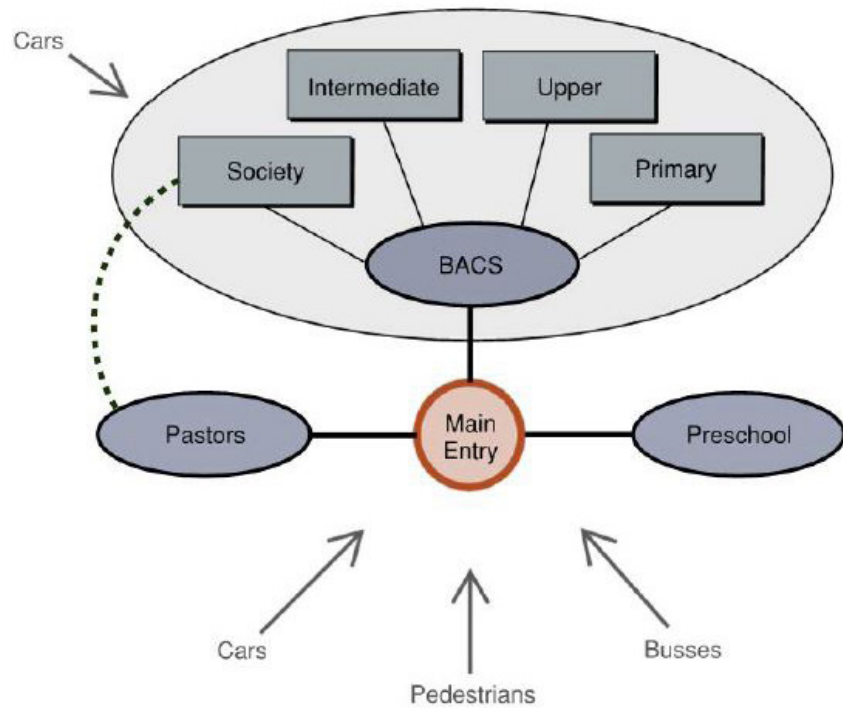 Cars
Intermediate
Upper
Society
Primary
BACS
Pastors
Main
Entry
Preschool
Cars
Pedestrians
Busses